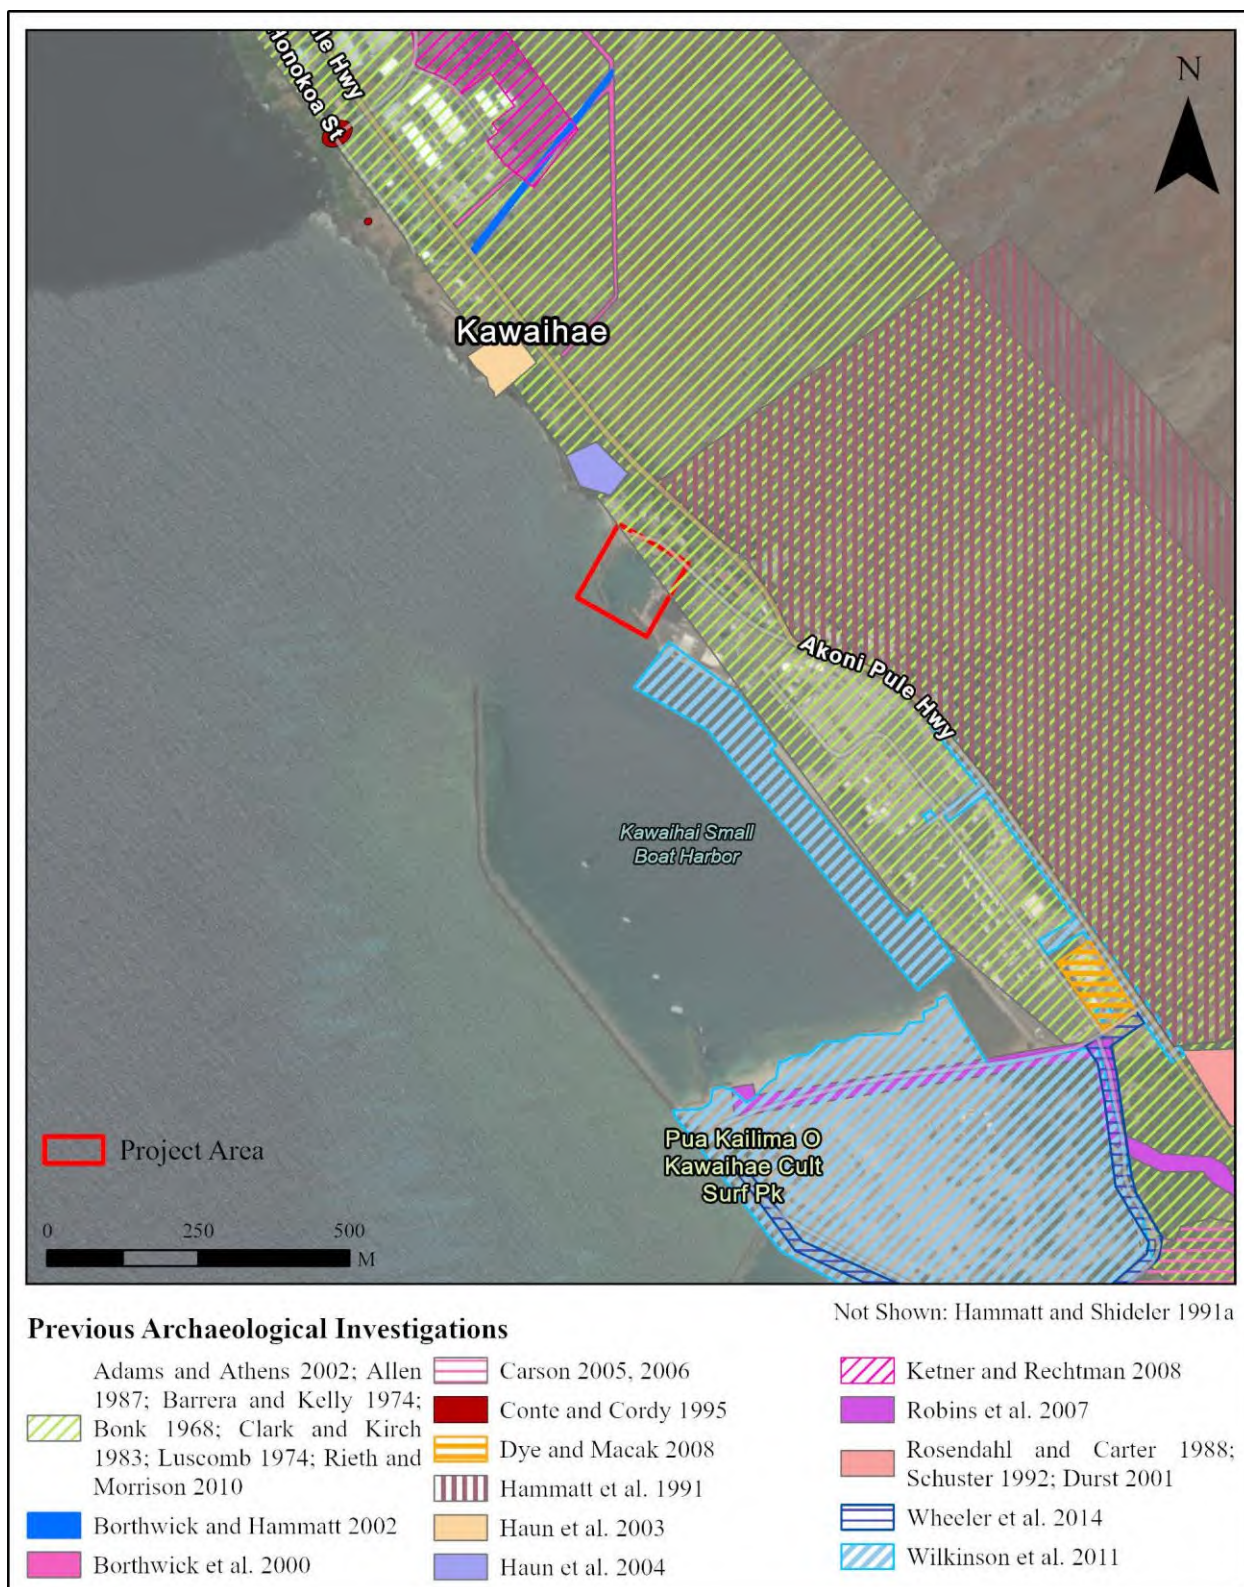 Honokoa St
ule Hwy
N
Kawaihae
Akoni Pule Hwy
Kawaihai Small
Boat Harbor
Pua Kailima O
Kawaihae Cult
Surf Pk
Project Area
0 250 500
M
Previous Archaeological Investigations
Not Shown: Hammatt and Shideler 1991a
Adams and Athens 2002; Allen
1987; Barrera and Kelly 1974;
Bonk 1968; Clark and Kirch
1983; Luscomb 1974; Rieth and
Morrison 2010
Borthwick and Hammatt 2002
Borthwick et al. 2000
Carson 2005, 2006
Conte and Cordy 1995
Dye and Macak 2008
Hammatt et al. 1991
Haun et al. 2003
Haun et al. 2004
Ketner and Rechtman 2008
Robins et al. 2007
Rosendahl and Carter 1988;
Schuster 1992; Durst 2001
Wheeler et al. 2014
Wilkinson et al. 2011